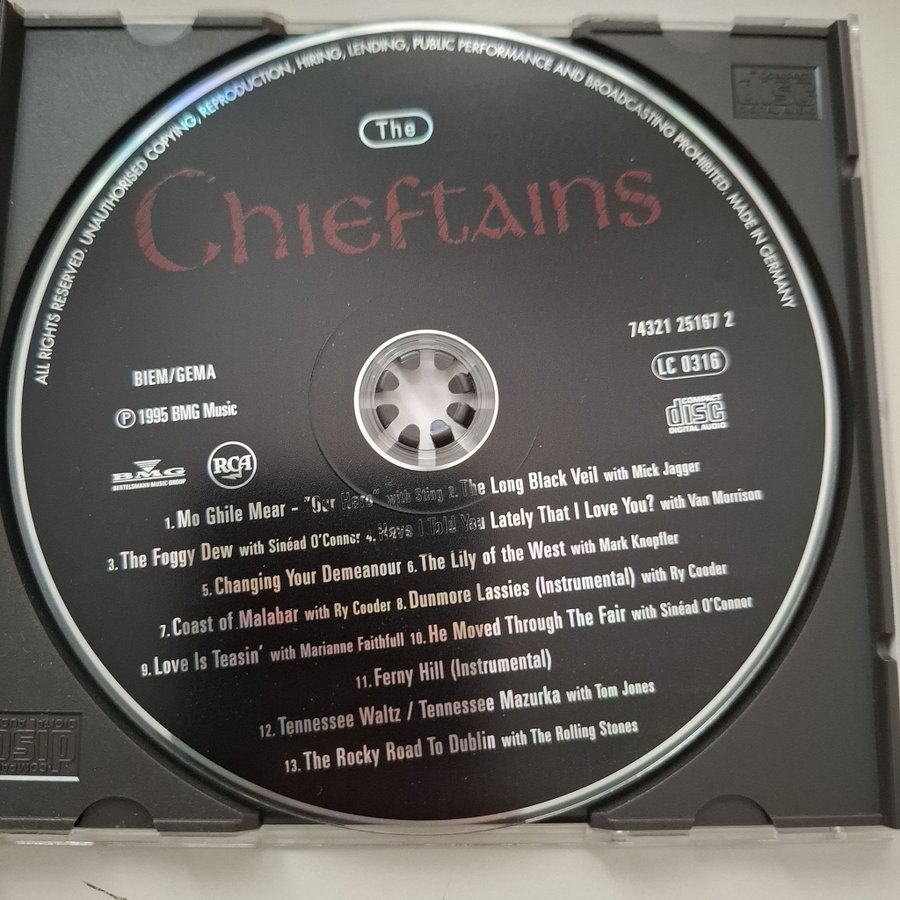 ALL RIGHTS RESERVED. UNAUTHORISED COPYING, REPRODUCTION, HIRING, LENDING, PUBLIC PERFORMANCE AND BROADCASTING PROHIBITED. MADE IN GERMANY
The
Chieftains
74321 25167 2
BIEM/GEMA
LC 0316
℗ 1995 BMG Music
COMPACT
disc
DIGITAL AUDIO
BMG
BERTELSMANN MUSIC GROUP
RCA
1. Mo Ghile Mear - "Our Hero" with Sting 2. The Long Black Veil with Mick Jagger
3. The Foggy Dew with Sinéad O'Connor 4. Have I Told You Lately That I Love You? with Van Morrison
5. Changing Your Demeanour 6. The Lily of the West with Mark Knopfler
7. Coast of Malabar with Ry Cooder 8. Dunmore Lassies (Instrumental) with Ry Cooder
9. Love Is Teasin' with Marianne Faithfull 10. He Moved Through The Fair with Sinéad O'Connor
11. Ferny Hill (Instrumental)
12. Tennessee Waltz / Tennessee Mazurka with Tom Jones
13. The Rocky Road To Dublin with The Rolling Stones
COMPACT
disc
DIGITAL AUDIO